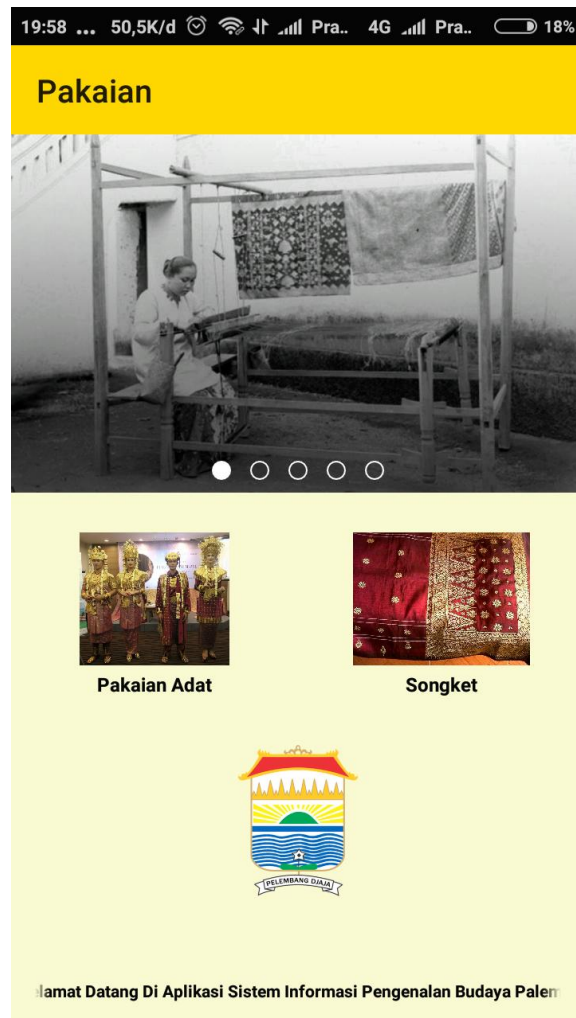 19:58 ... 50,5K/d Pra.. 4G Pra.. 18%
Pakaian
Pakaian Adat
Songket
PELEMBANG DJAJA
elamat Datang Di Aplikasi Sistem Informasi Pengenalan Budaya Palem